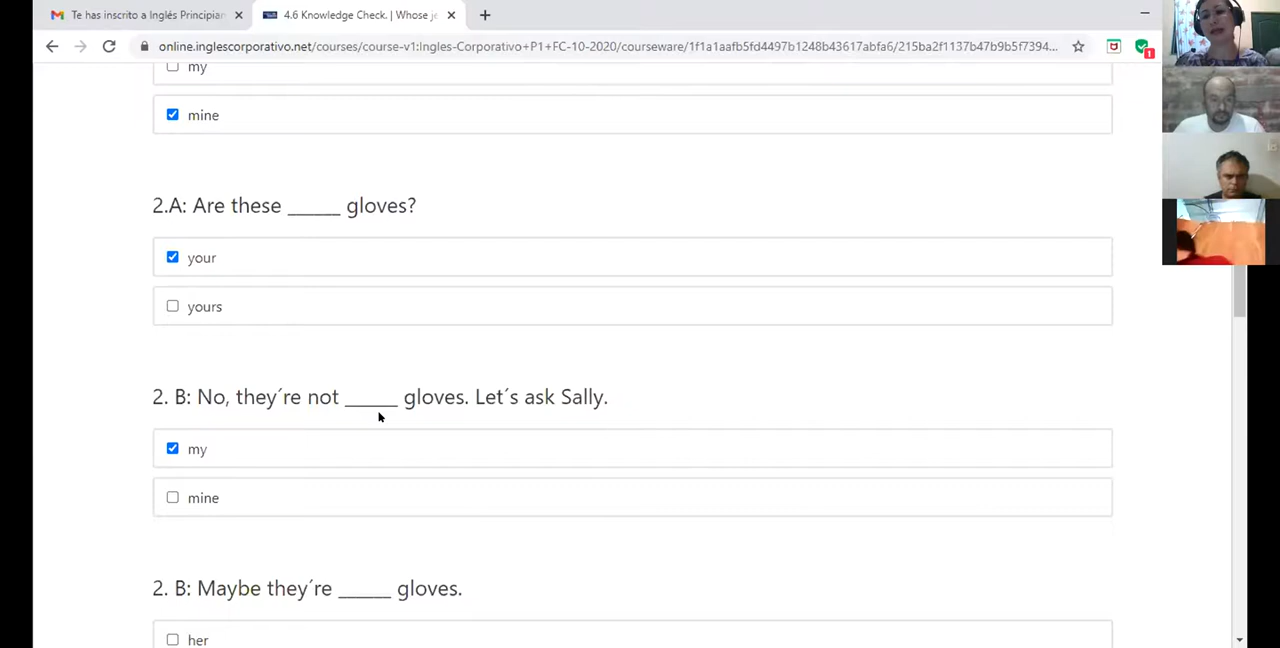 Te has inscrito a Inglés Principian
4.6 Knowledge Check. | Whose je
online.inglescorporativo.net/courses/course-v1:Ingles-Corporativo+P1+FC-10-2020/courseware/1f1a1aafb5fd4497b1248b43617abfa6/215ba2f1137b47b9b5f7394...
1
my
mine
2.A: Are these ______ gloves?
your
yours
2. B: No, they´re not ______ gloves. Let´s ask Sally.
my
mine
2. B: Maybe they´re ______ gloves.
her